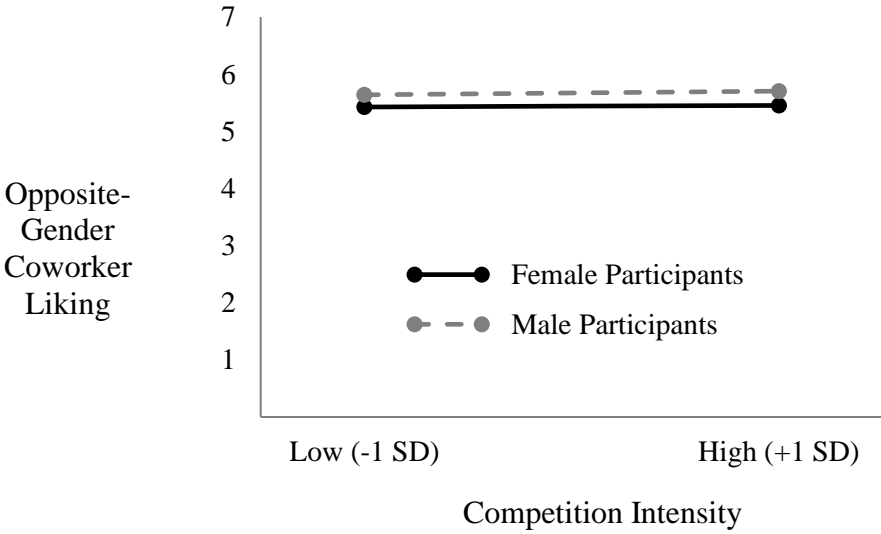 7
6
5
4
3
2
1
Opposite-
Gender
Coworker
Liking
Female Participants
Male Participants
Low (-1 SD)
High (+1 SD)
Competition Intensity